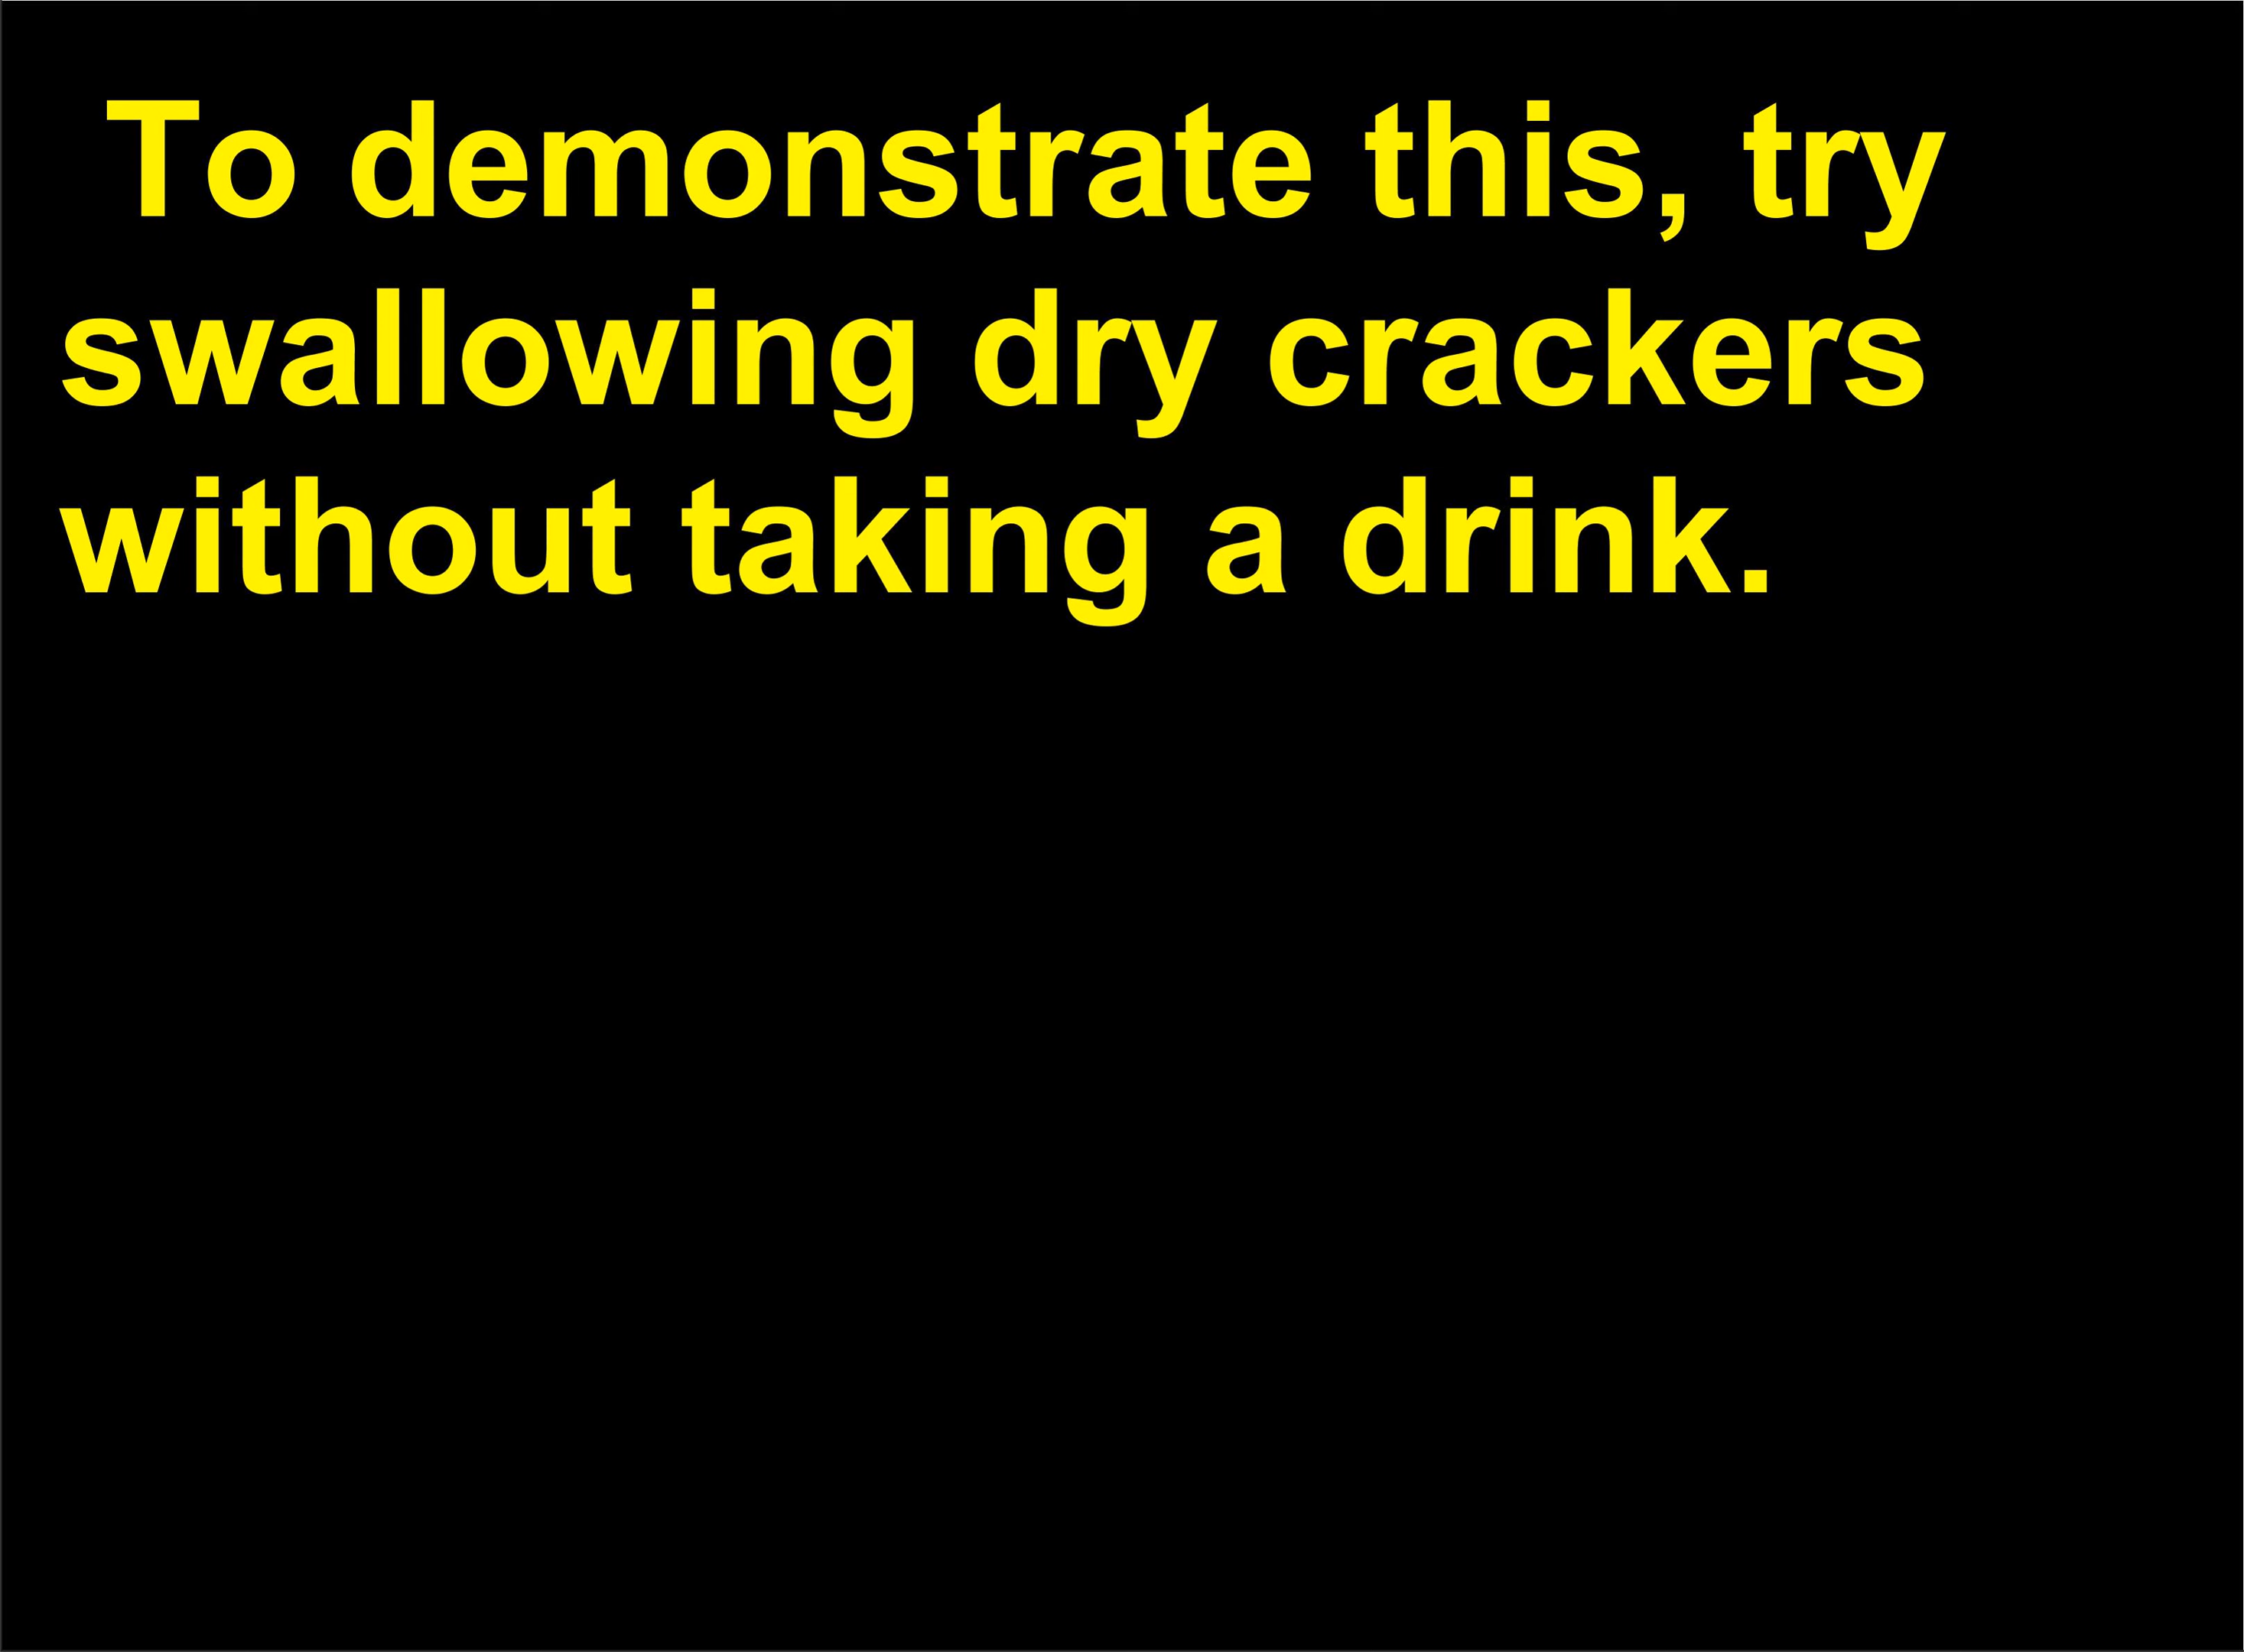 To demonstrate this, try
swallowing dry crackers
without taking a drink.